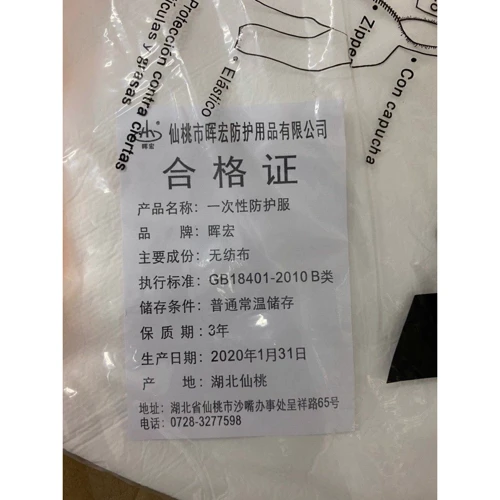 Protección contra ciertas
ículas y grasas
Elástico
Zipper
• Con capucha
晖宏
仙桃市晖宏防护用品有限公司
合格证
产品名称：一次性防护服
品 牌：晖宏
主要成份：无纺布
执行标准：GB18401-2010 B类
储存条件：普通常温储存
保 质 期：3年
生产日期：2020年1月31日
产 地：湖北仙桃
地址：湖北省仙桃市沙嘴办事处呈祥路65号
电话：0728-3277598